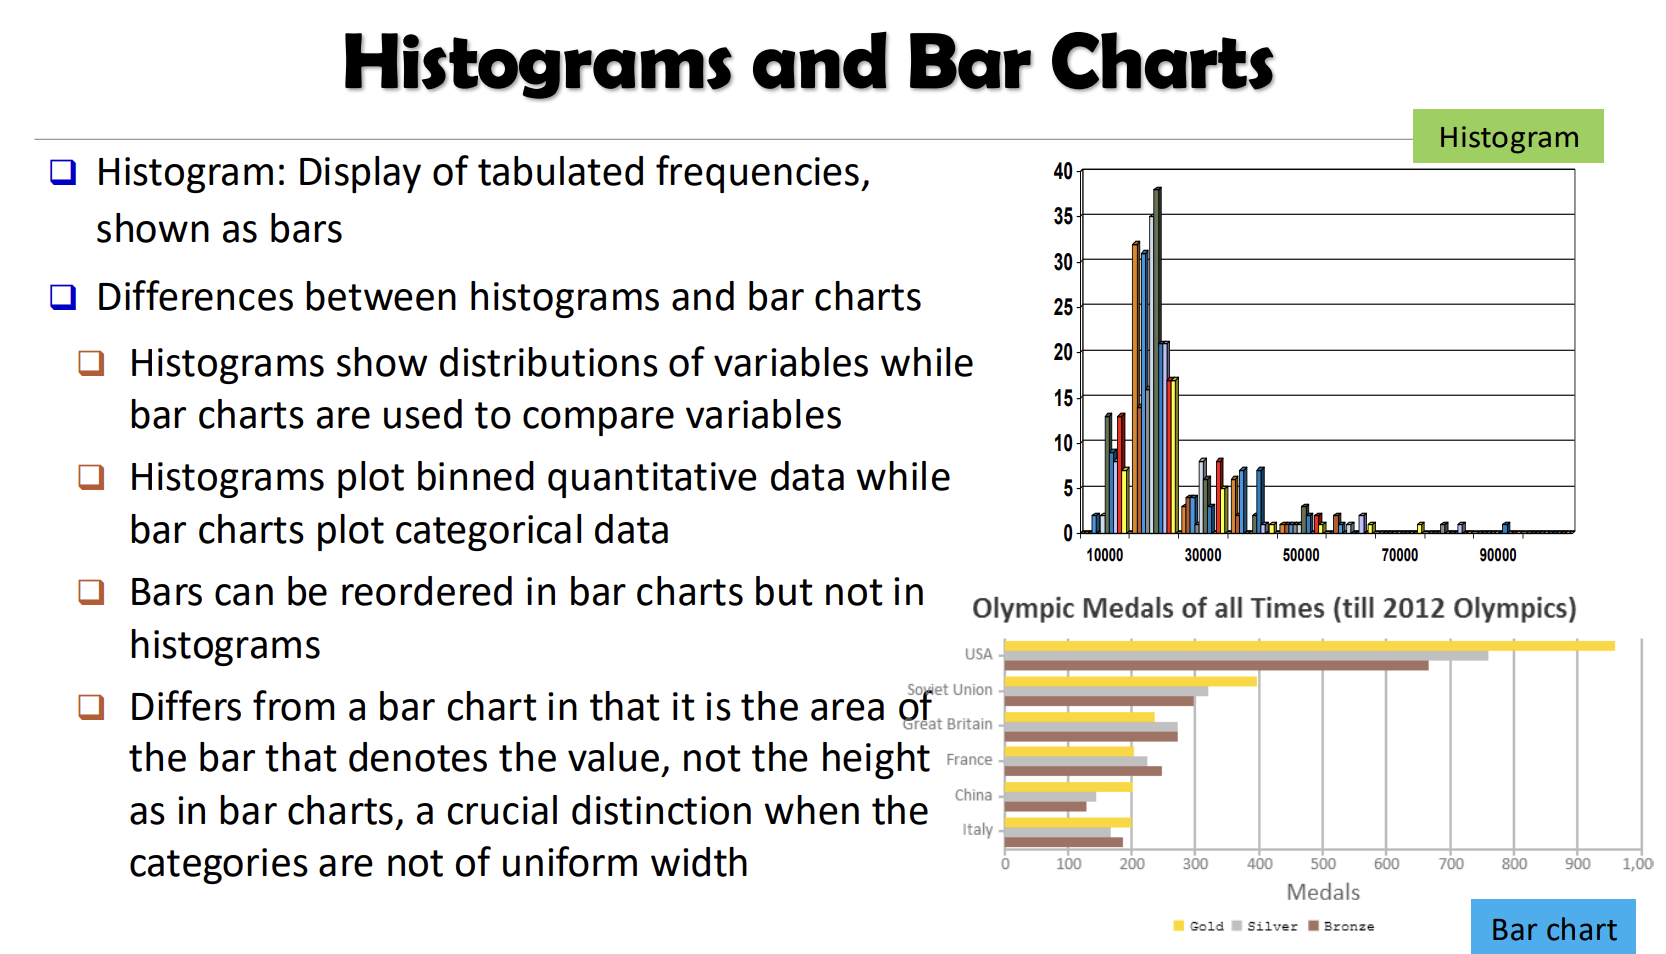 Histograms and Bar Charts
Histogram: Display of tabulated frequencies,
shown as bars
Differences between histograms and bar charts
Histograms show distributions of variables while
bar charts are used to compare variables
Histograms plot binned quantitative data while
bar charts plot categorical data
Bars can be reordered in bar charts but not in
histograms
Differs from a bar chart in that it is the area of
the bar that denotes the value, not the height
as in bar charts, a crucial distinction when the
categories are not of uniform width
Histogram
40
35
30
25
20
15
10
5
0
10000 30000 50000 70000 90000
Olympic Medals of all Times (till 2012 Olympics)
USA
Soviet Union
Great Britain
France
China
Italy
0 100 200 300 400 500 600 700 800 900 1,00
Medals
Gold Silver Bronze
Bar chart